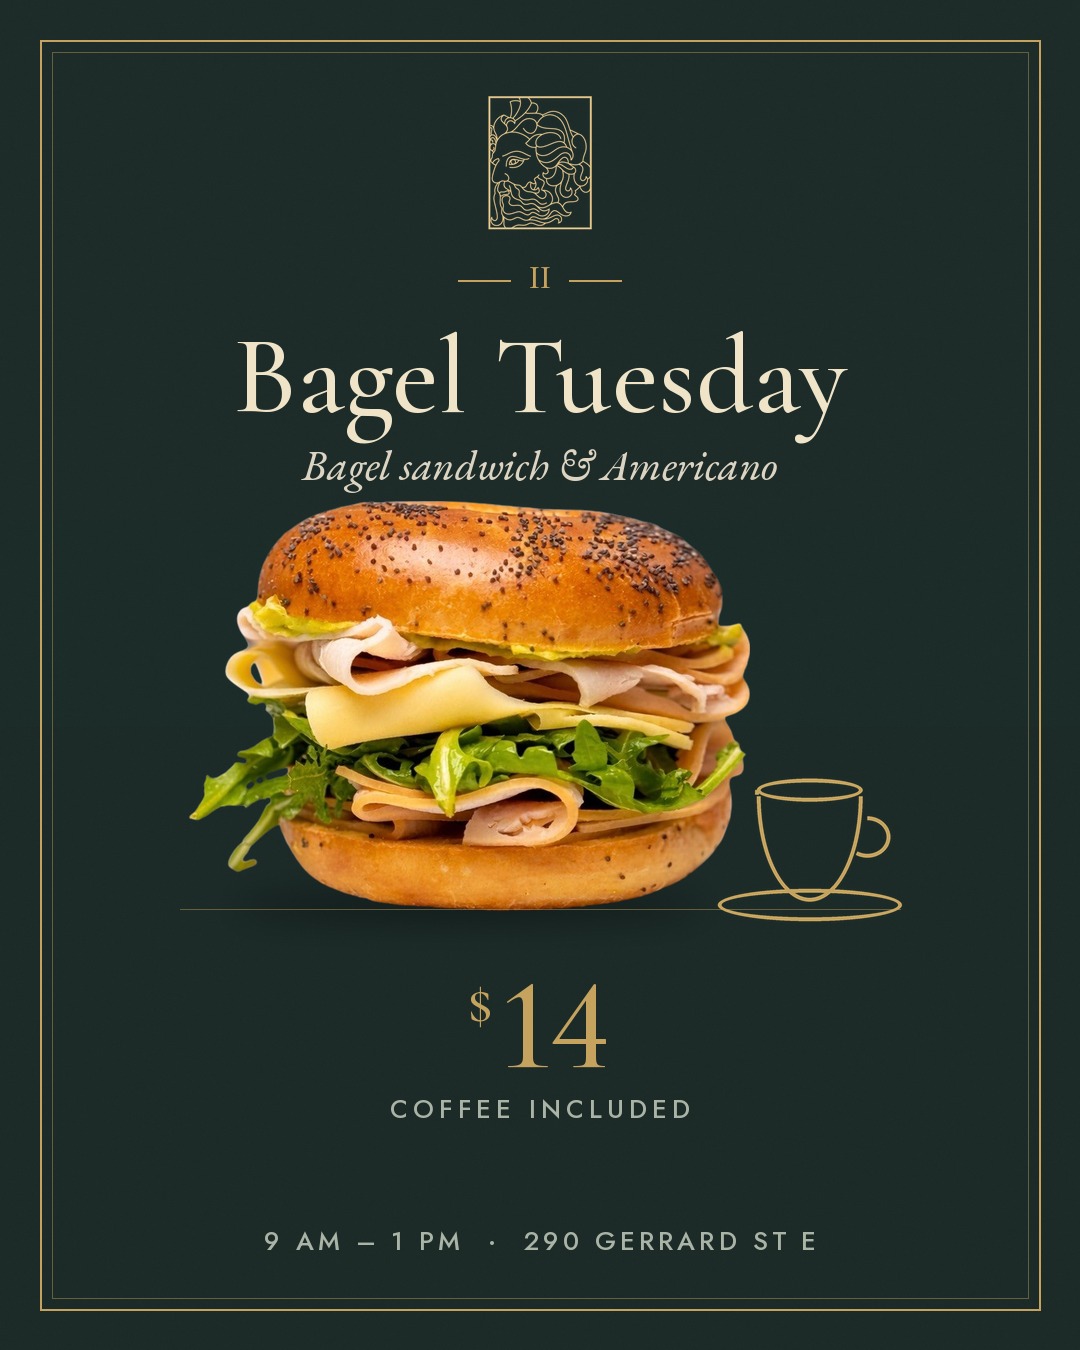 II
Bagel Tuesday
Bagel sandwich & Americano
$14
COFFEE INCLUDED
9 AM – 1 PM · 290 GERRARD ST E